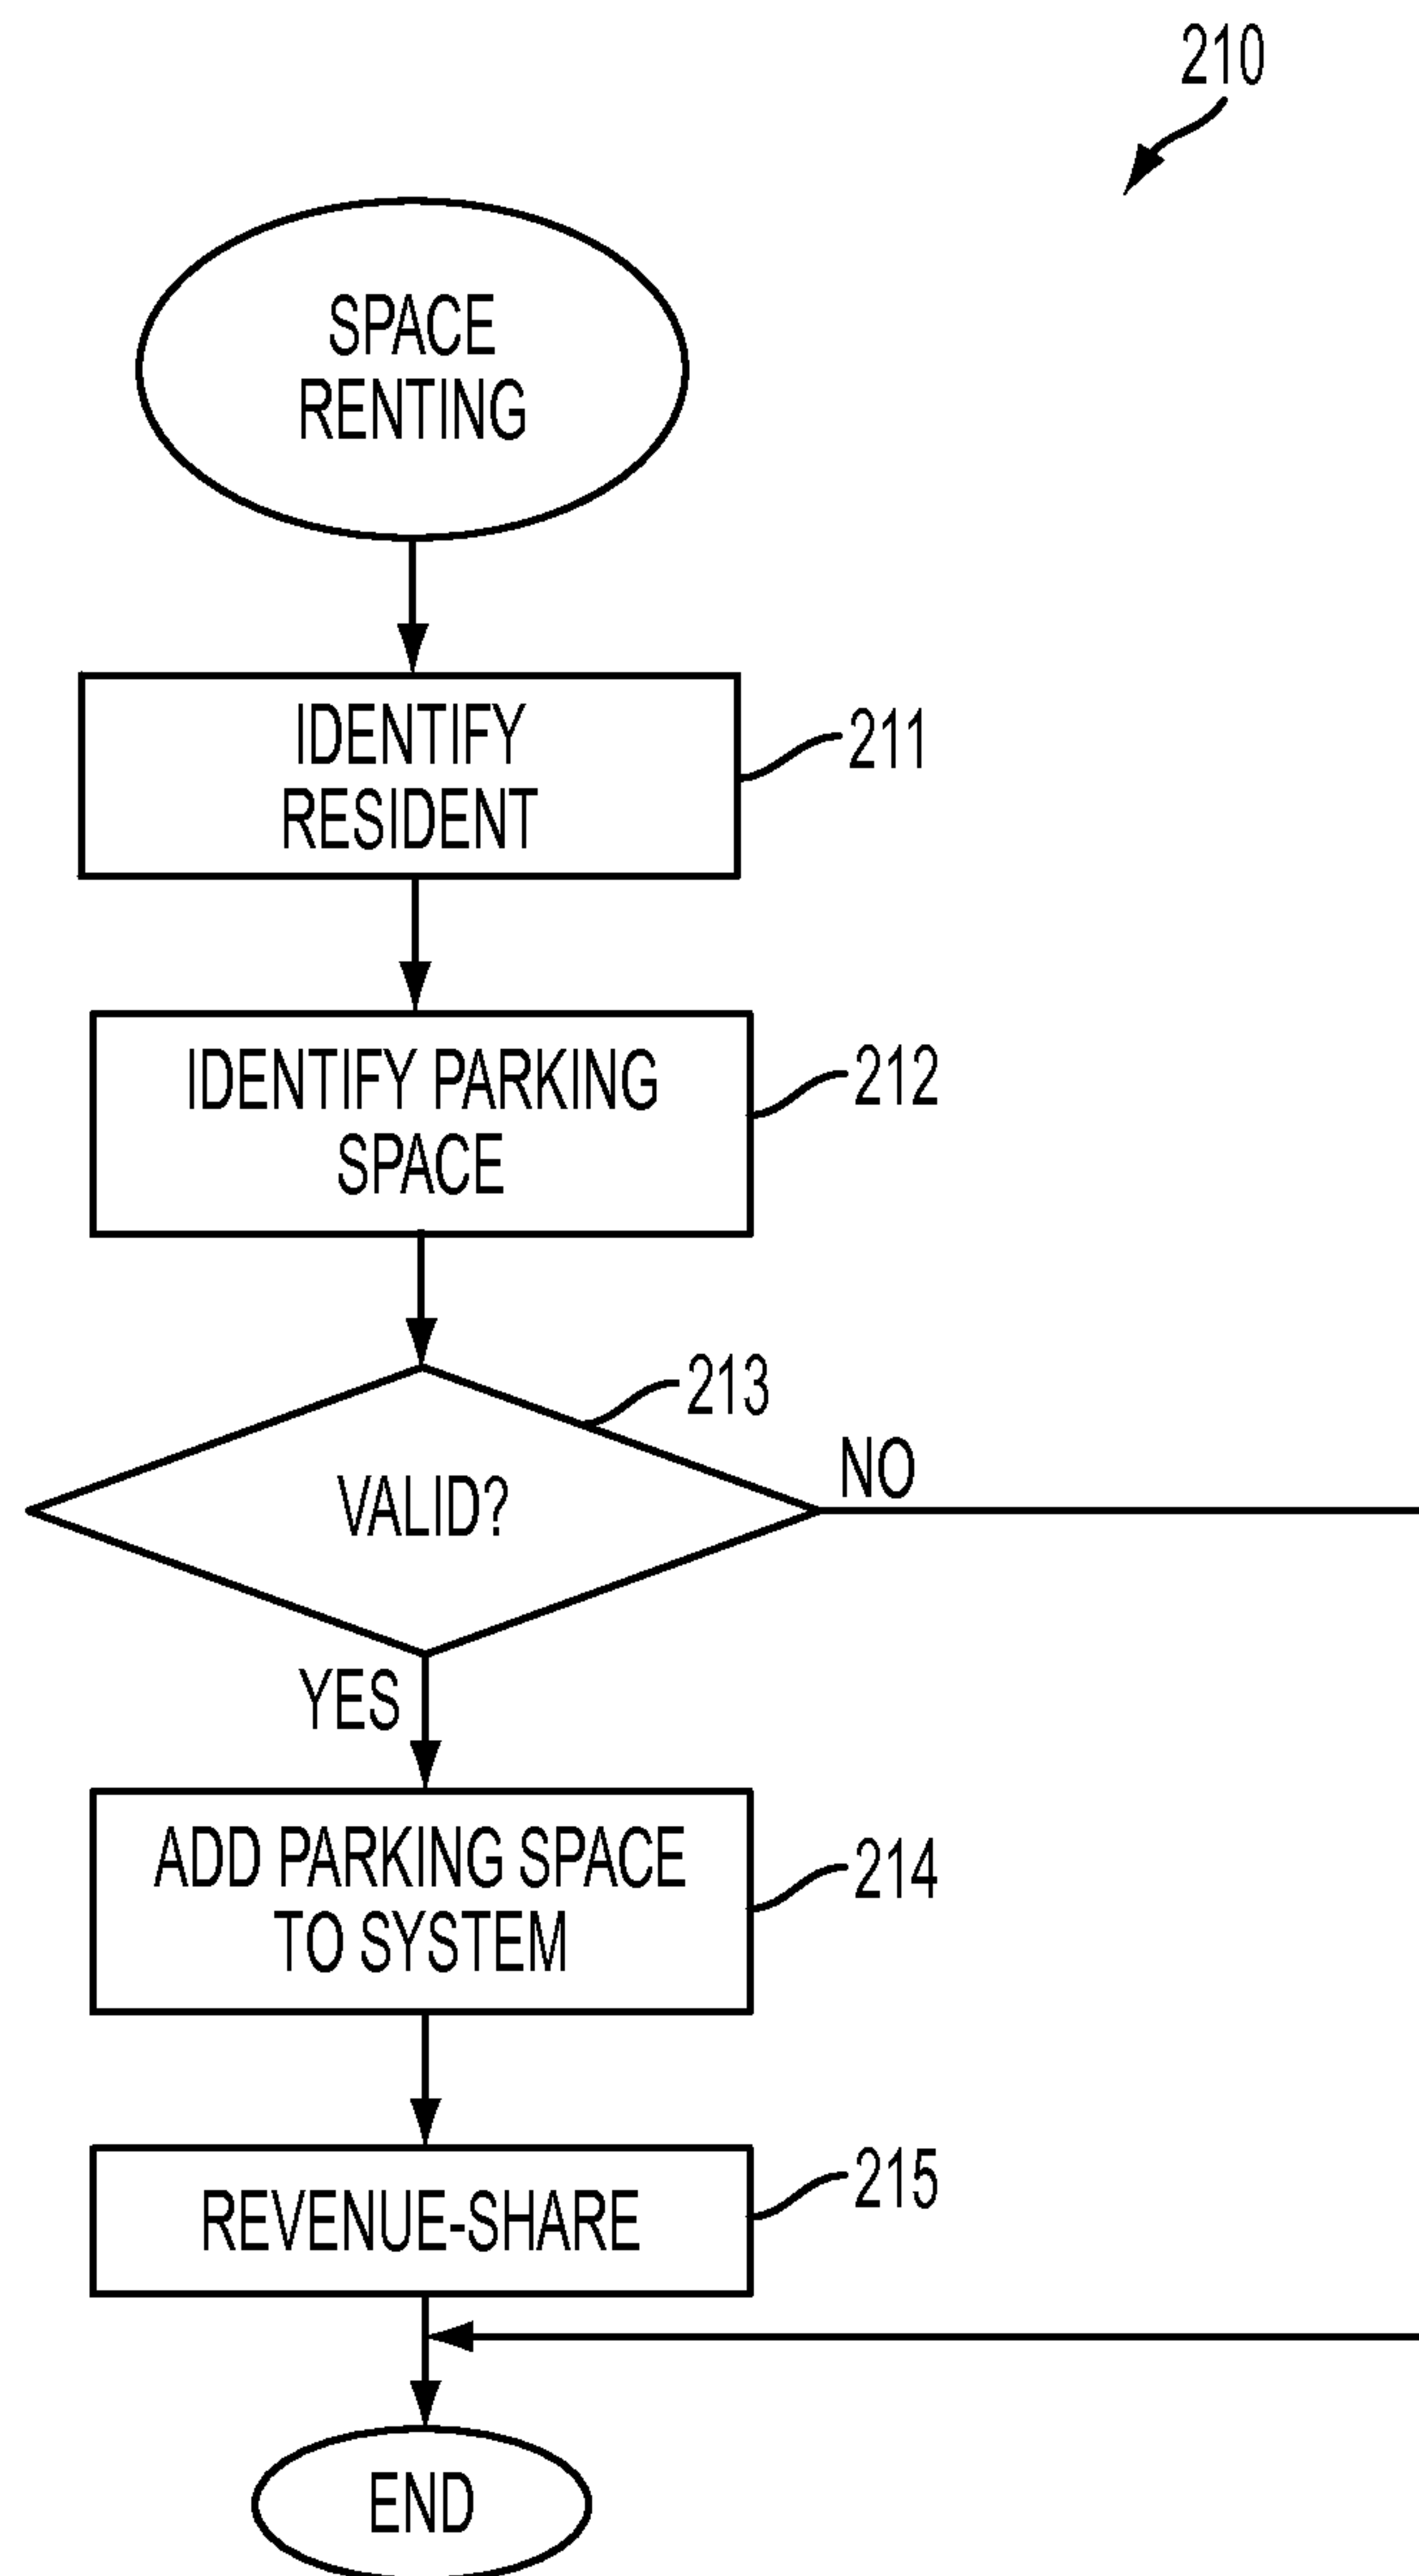 210
SPACE
RENTING
IDENTIFY
RESIDENT
211
IDENTIFY PARKING
SPACE
212
213
VALID?
NO
YES
ADD PARKING SPACE
TO SYSTEM
214
REVENUE-SHARE
215
END